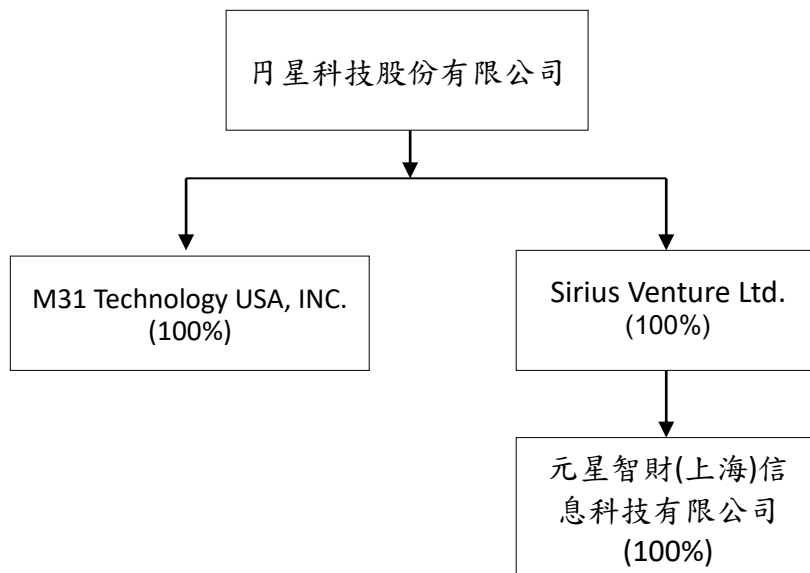 円星科技股份有限公司
M31 Technology USA, INC.
(100%)
Sirius Venture Ltd.
(100%)
元星智財(上海)信
息科技有限公司
(100%)